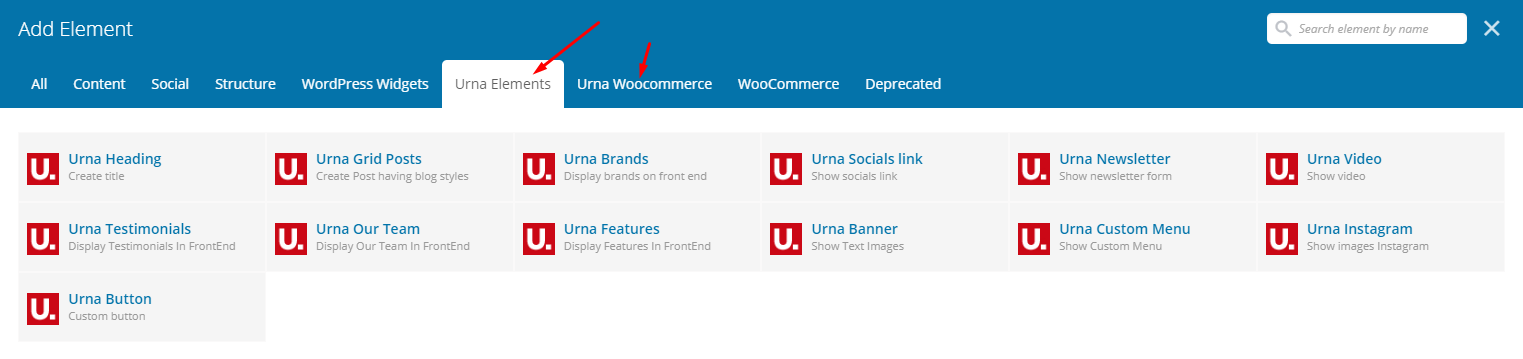 Add Element
Search element by name
All Content Social Structure WordPress Widgets Urna Elements Urna Woocommerce WooCommerce Deprecated
U. Urna Heading
Create title
U. Urna Grid Posts
Create Post having blog styles
U. Urna Brands
Display brands on front end
U. Urna Socials link
Show socials link
U. Urna Newsletter
Show newsletter form
U. Urna Video
Show video
U. Urna Testimonials
Display Testimonials In FrontEnd
U. Urna Our Team
Display Our Team In FrontEnd
U. Urna Features
Display Features In FrontEnd
U. Urna Banner
Show Text Images
U. Urna Custom Menu
Show Custom Menu
U. Urna Instagram
Show images Instagram
U. Urna Button
Custom button